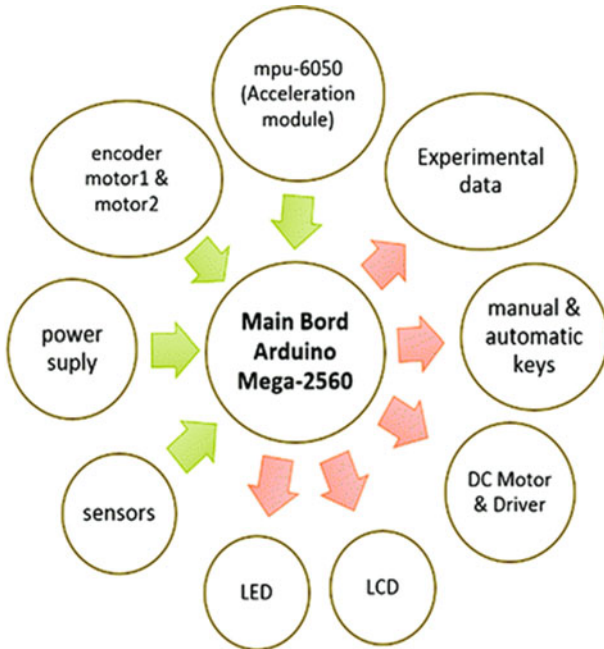 mpu-6050
(Acceleration
module)
encoder
motor1 &
motor2
Experimental
data
power
suply
Main Bord
Arduino
Mega-2560
manual &
automatic
keys
sensors
DC Motor
& Driver
LED
LCD